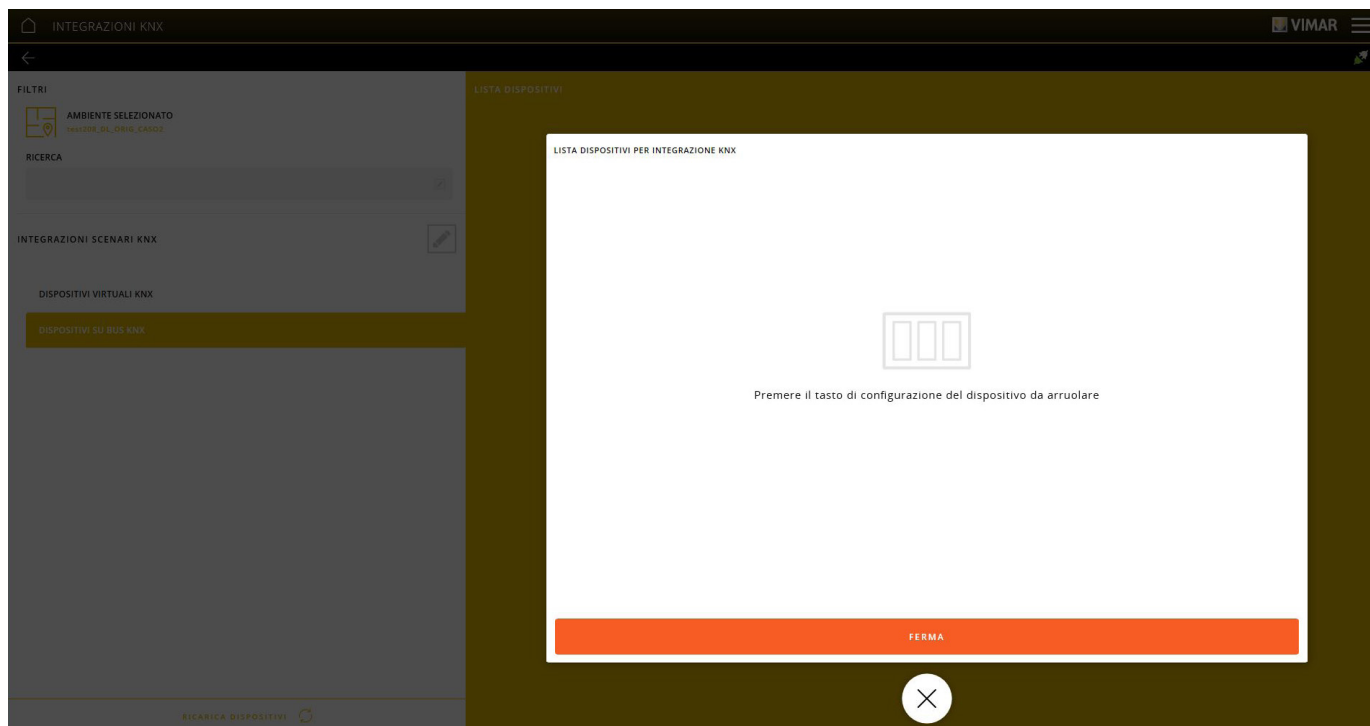 INTEGRAZIONI KNX
VIMAR
FILTRI
AMBIENTE SELEZIONATO
test208_DL_ORIG_CASO2
RICERCA
INTEGRAZIONI SCENARI KNX
DISPOSITIVI VIRTUALI KNX
DISPOSITIVI SU BUS KNX
RICARICA DISPOSITIVI
LISTA DISPOSITIVI
LISTA DISPOSITIVI PER INTEGRAZIONE KNX
Premere il tasto di configurazione del dispositivo da arruolare
FERMA